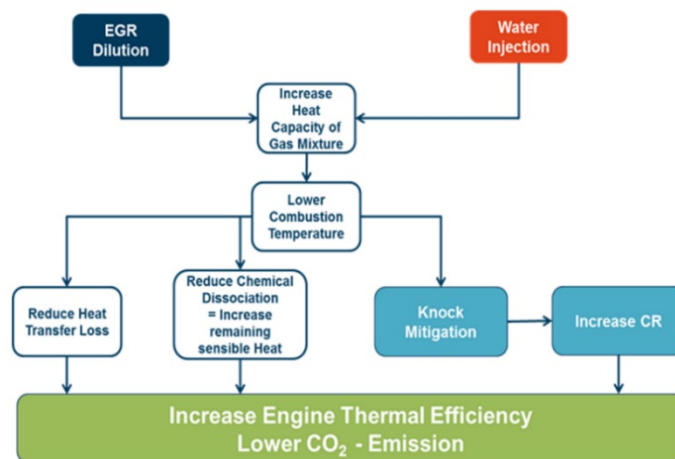 EGR
Dilution
Water
Injection
Increase
Heat
Capacity of
Gas Mixture
Lower
Combustion
Temperature
Reduce Heat
Transfer Loss
Reduce Chemical
Dissociation
= Increase
remaining
sensible Heat
Knock
Mitigation
Increase CR
Increase Engine Thermal Efficiency
Lower CO₂ - Emission